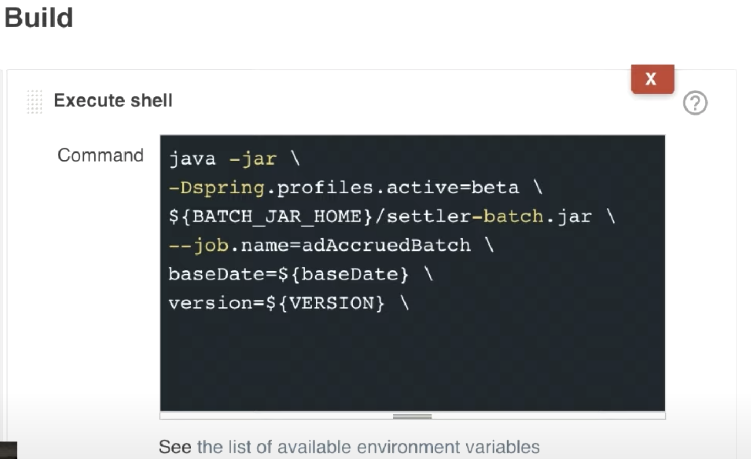 Build
X
Execute shell
?
Command
java -jar \
-Dspring.profiles.active=beta \
${BATCH_JAR_HOME}/settler-batch.jar \
--job.name=adAccruedBatch \
baseDate=${baseDate} \
version=${VERSION} \
See the list of available environment variables